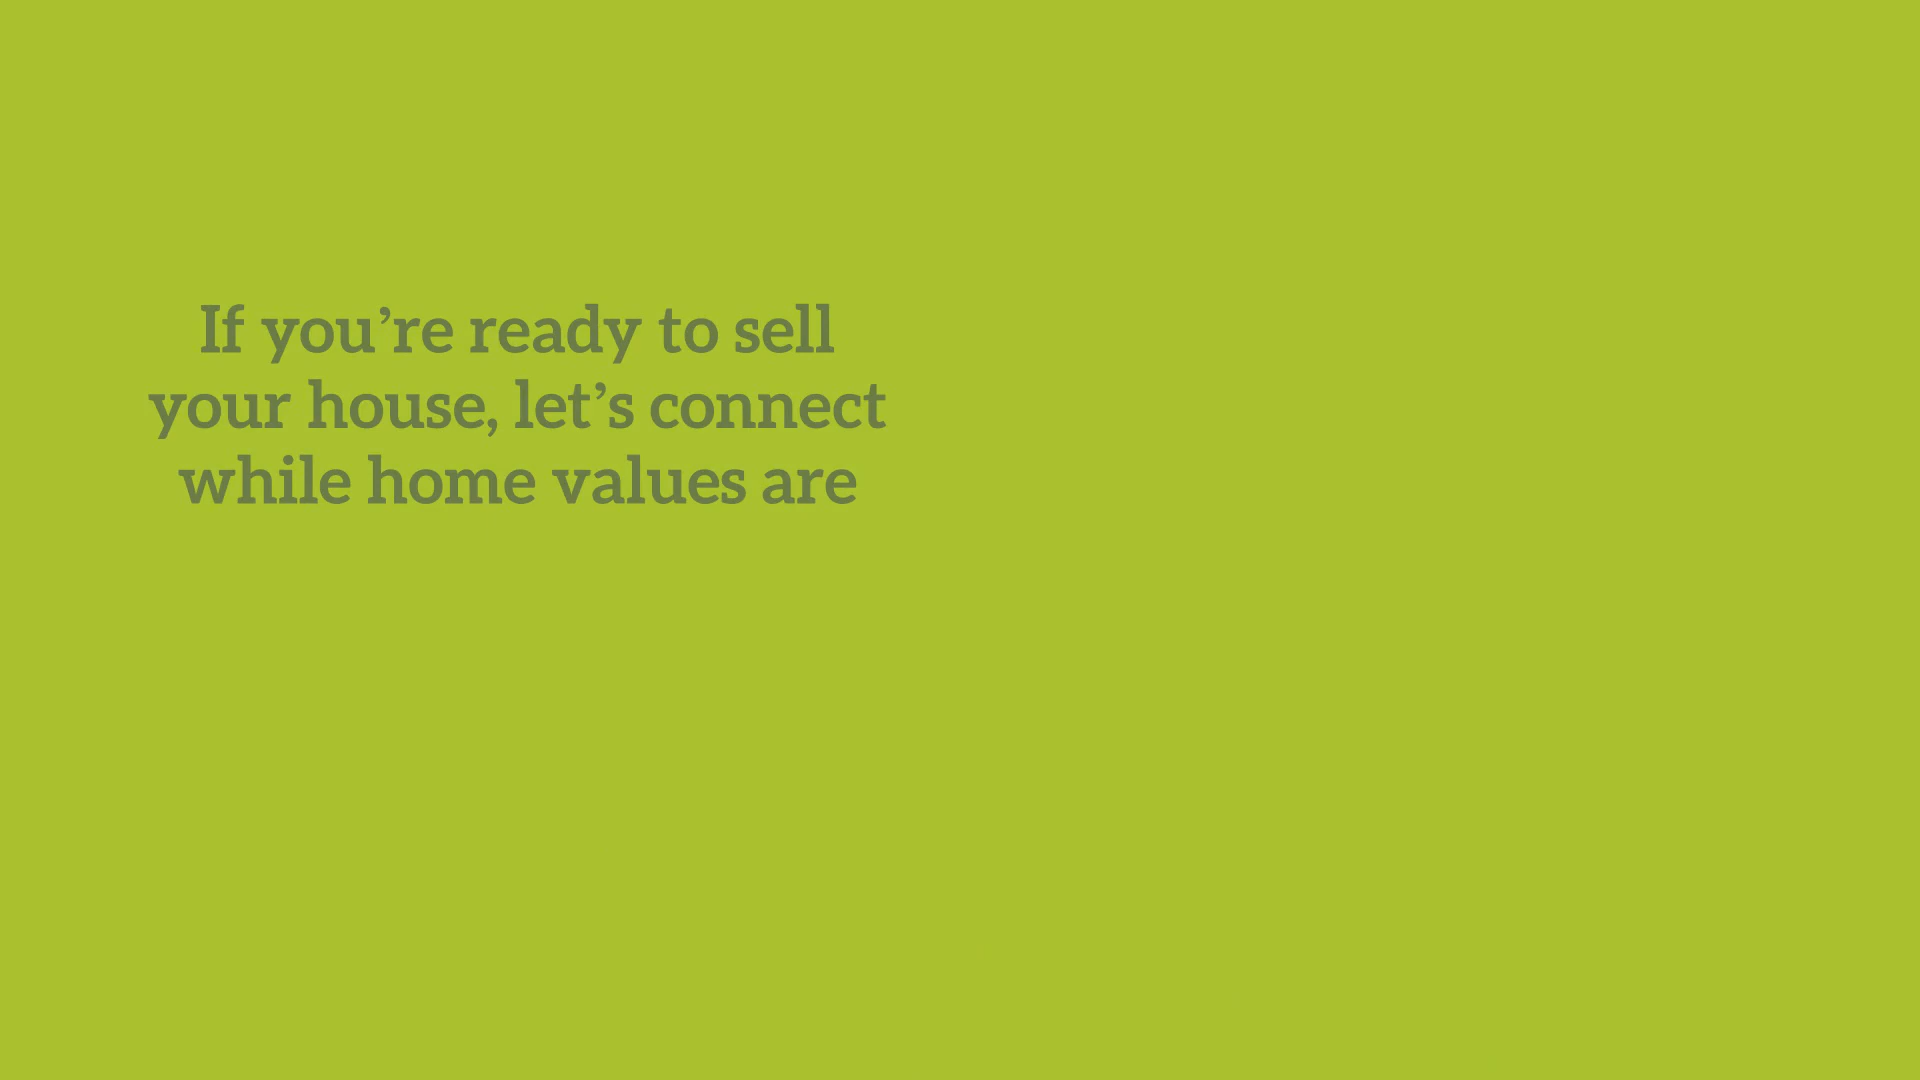 If you’re ready to sell
your house, let’s connect
while home values are